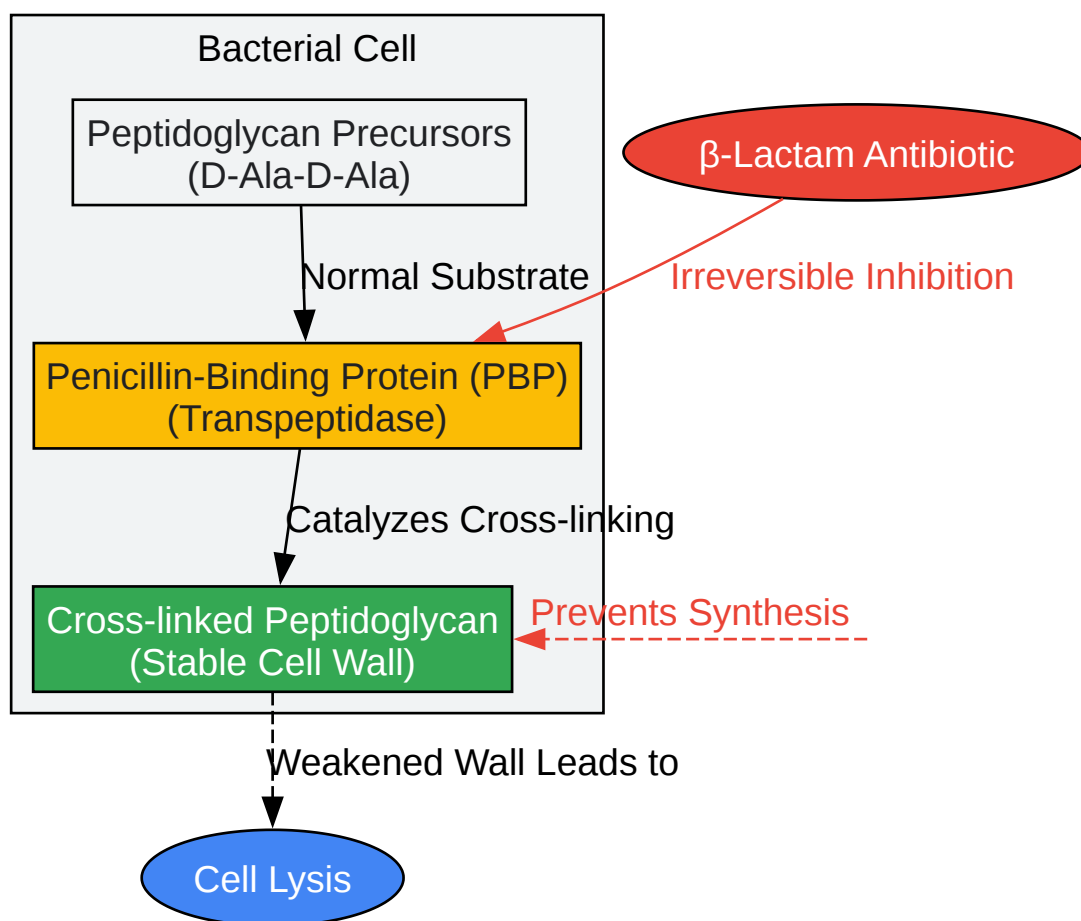 Bacterial Cell
Peptidoglycan Precursors
(D-Ala-D-Ala)
β-Lactam Antibiotic
Normal Substrate
Irreversible Inhibition
Penicillin-Binding Protein (PBP)
(Transpeptidase)
Catalyzes Cross-linking
Cross-linked Peptidoglycan
(Stable Cell Wall)
Prevents Synthesis
Weakened Wall Leads to
Cell Lysis